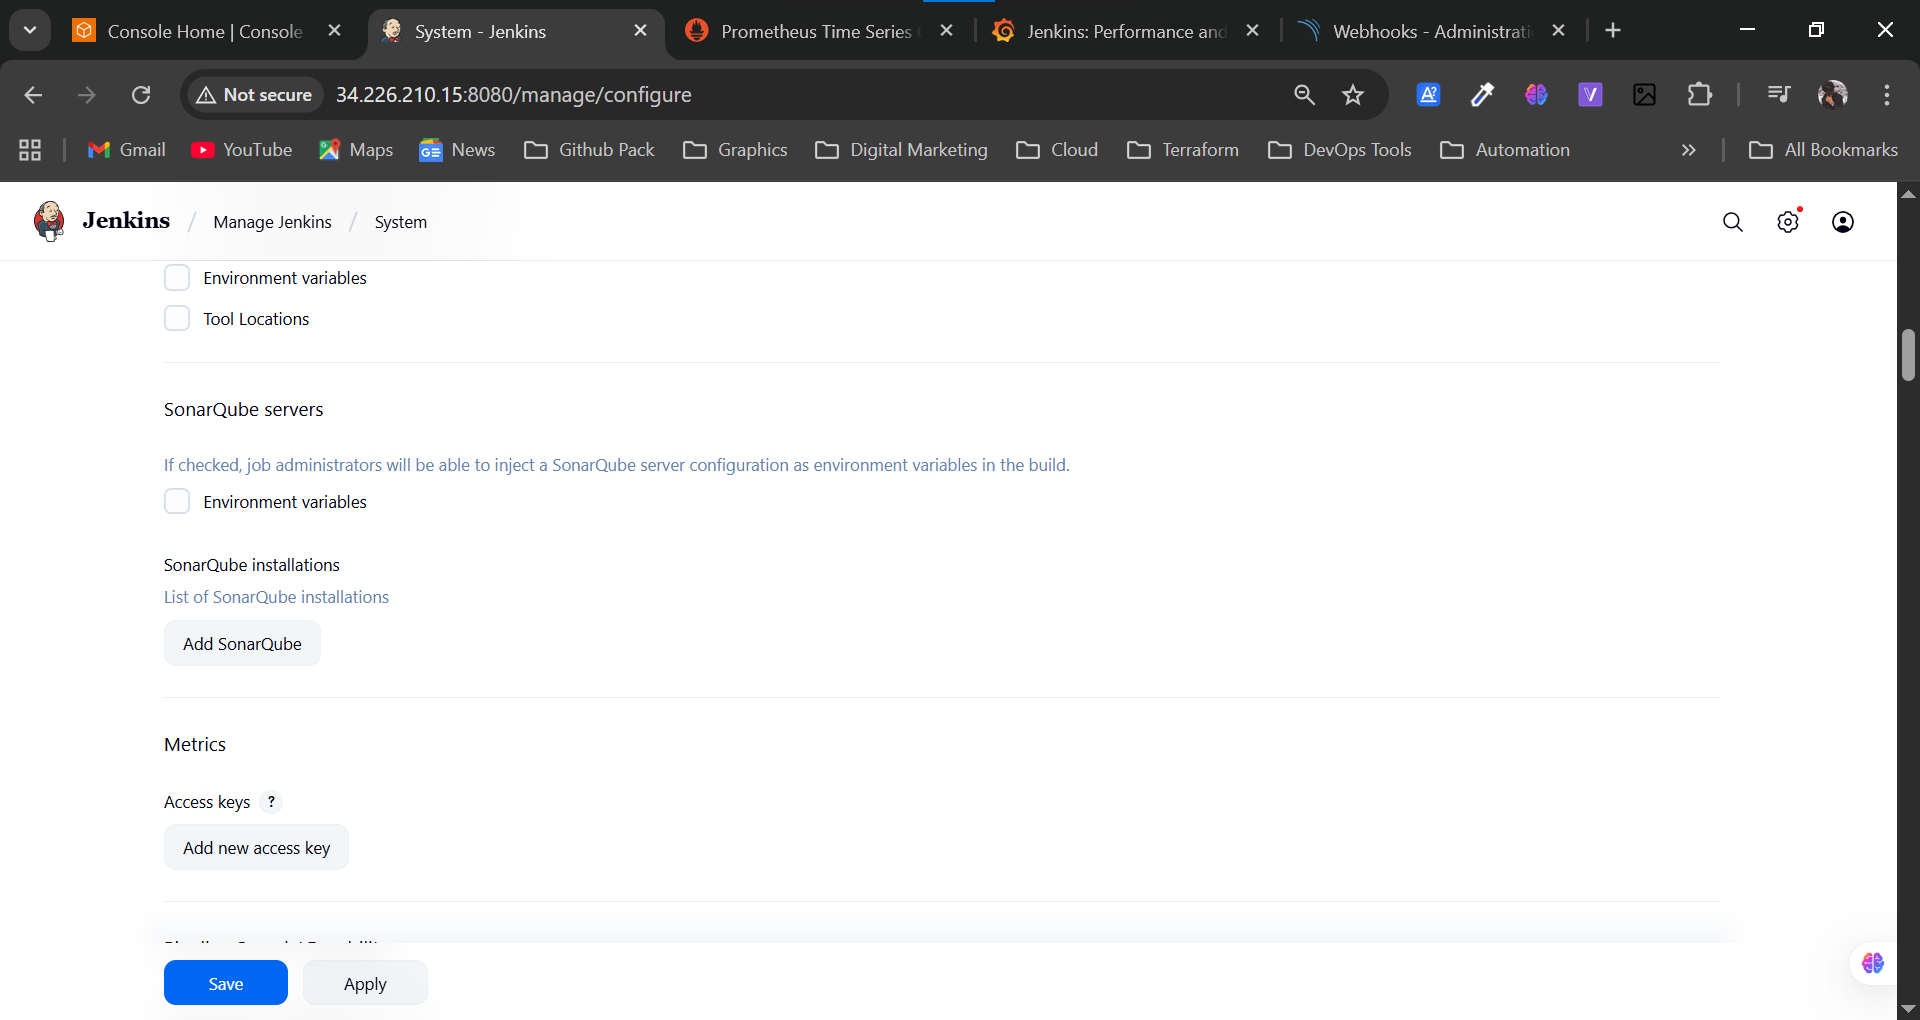 Console Home | Console
System - Jenkins
Prometheus Time Series
Jenkins: Performance and
Webhooks - Administrati
Not secure
34.226.210.15:8080/manage/configure
Gmail
YouTube
Maps
News
Github Pack
Graphics
Digital Marketing
Cloud
Terraform
DevOps Tools
Automation
»
All Bookmarks
Jenkins / Manage Jenkins / System
Environment variables
Tool Locations
SonarQube servers
If checked, job administrators will be able to inject a SonarQube server configuration as environment variables in the build.
Environment variables
SonarQube installations
List of SonarQube installations
Add SonarQube
Metrics
Access keys ?
Add new access key
Save
Apply